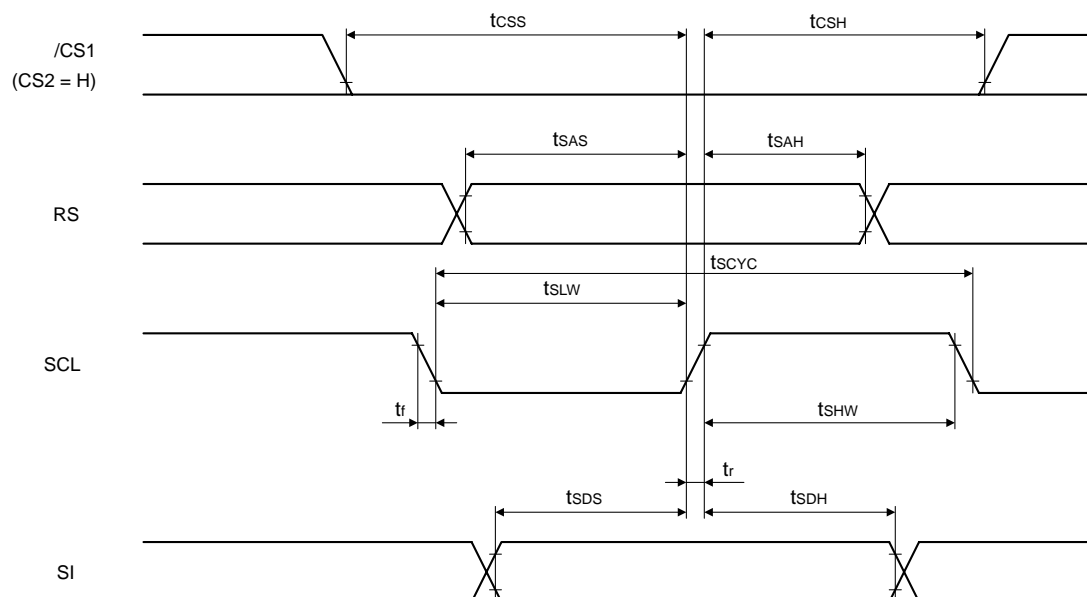 tCSS
tCSH
/CS1
(CS2 = H)
tSAS
tSAH
RS
tSCYC
tSLW
SCL
tf
tSHW
tr
tSDS
tSDH
SI